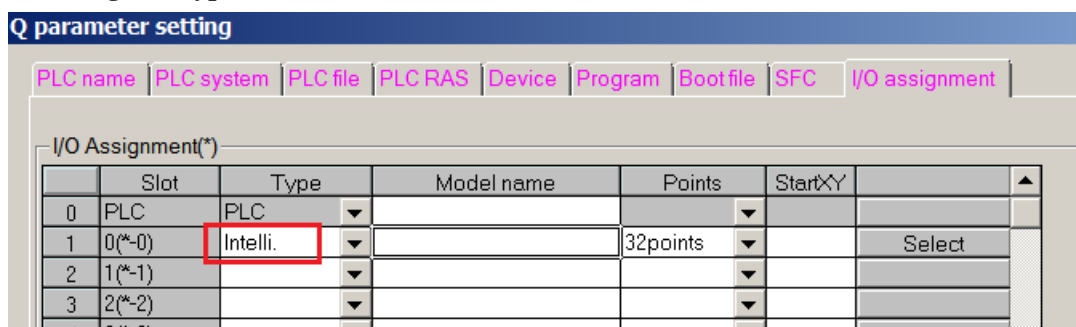 Q parameter setting
PLC name PLC system PLC file PLC RAS Device Program Boot file SFC I/O assignment
I/O Assignment(*)
Slot Type Model name Points StartXY
0 PLC PLC
1 0(*-0) Intelli. 32points Select
2 1(*-1)
3 2(*-2)